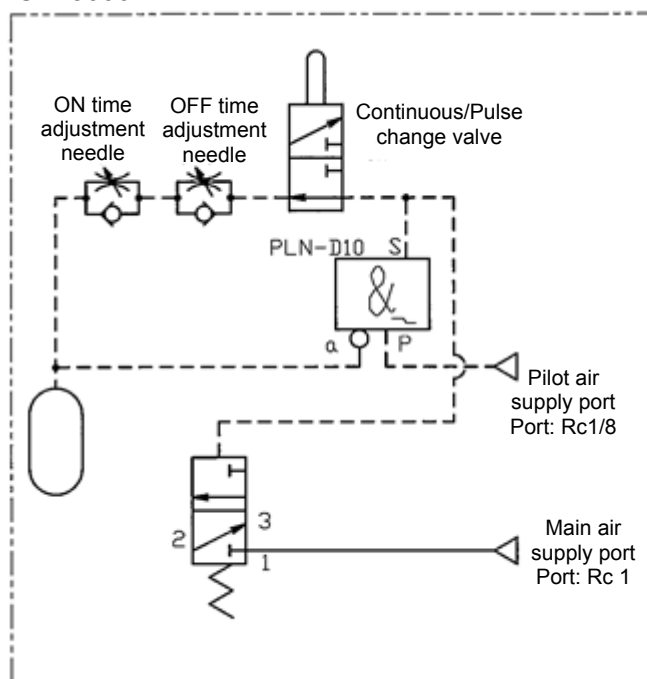 ON time
adjustment
needle
OFF time
adjustment
needle
Continuous/Pulse
change valve
PLN-D10 S
&
a
P
Pilot air
supply port
Port: Rc1/8
2
3
1
Main air
supply port
Port: Rc 1